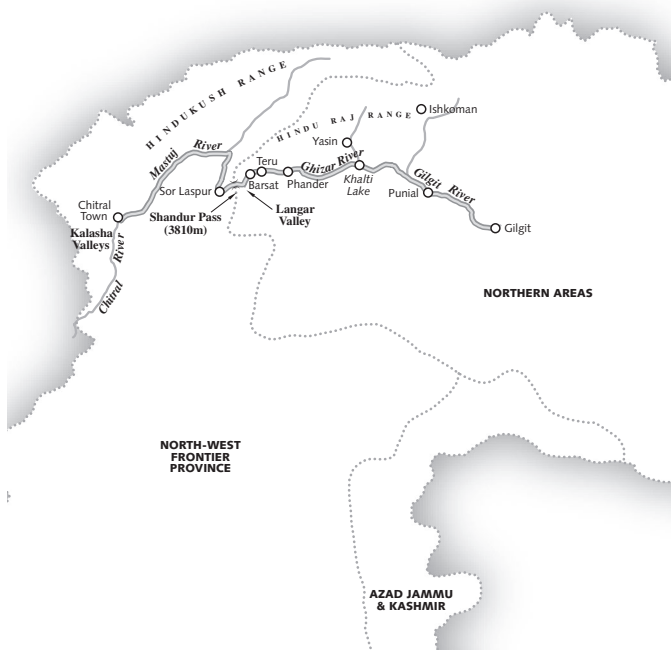 HINDUKUSH RANGE
HINDU RAJ RANGE
Ishkoman
Yasin
Mastuj River
Teru
Ghizar River
Sor Laspur
Barsat
Phander
Khalti
Lake
Gilgit River
Punial
Chitral
Town
Shandur Pass
(3810m)
Langar
Valley
Gilgit
Kalasha
Valleys
Chitral River
NORTHERN AREAS
NORTH-WEST
FRONTIER
PROVINCE
AZAD JAMMU
& KASHMIR